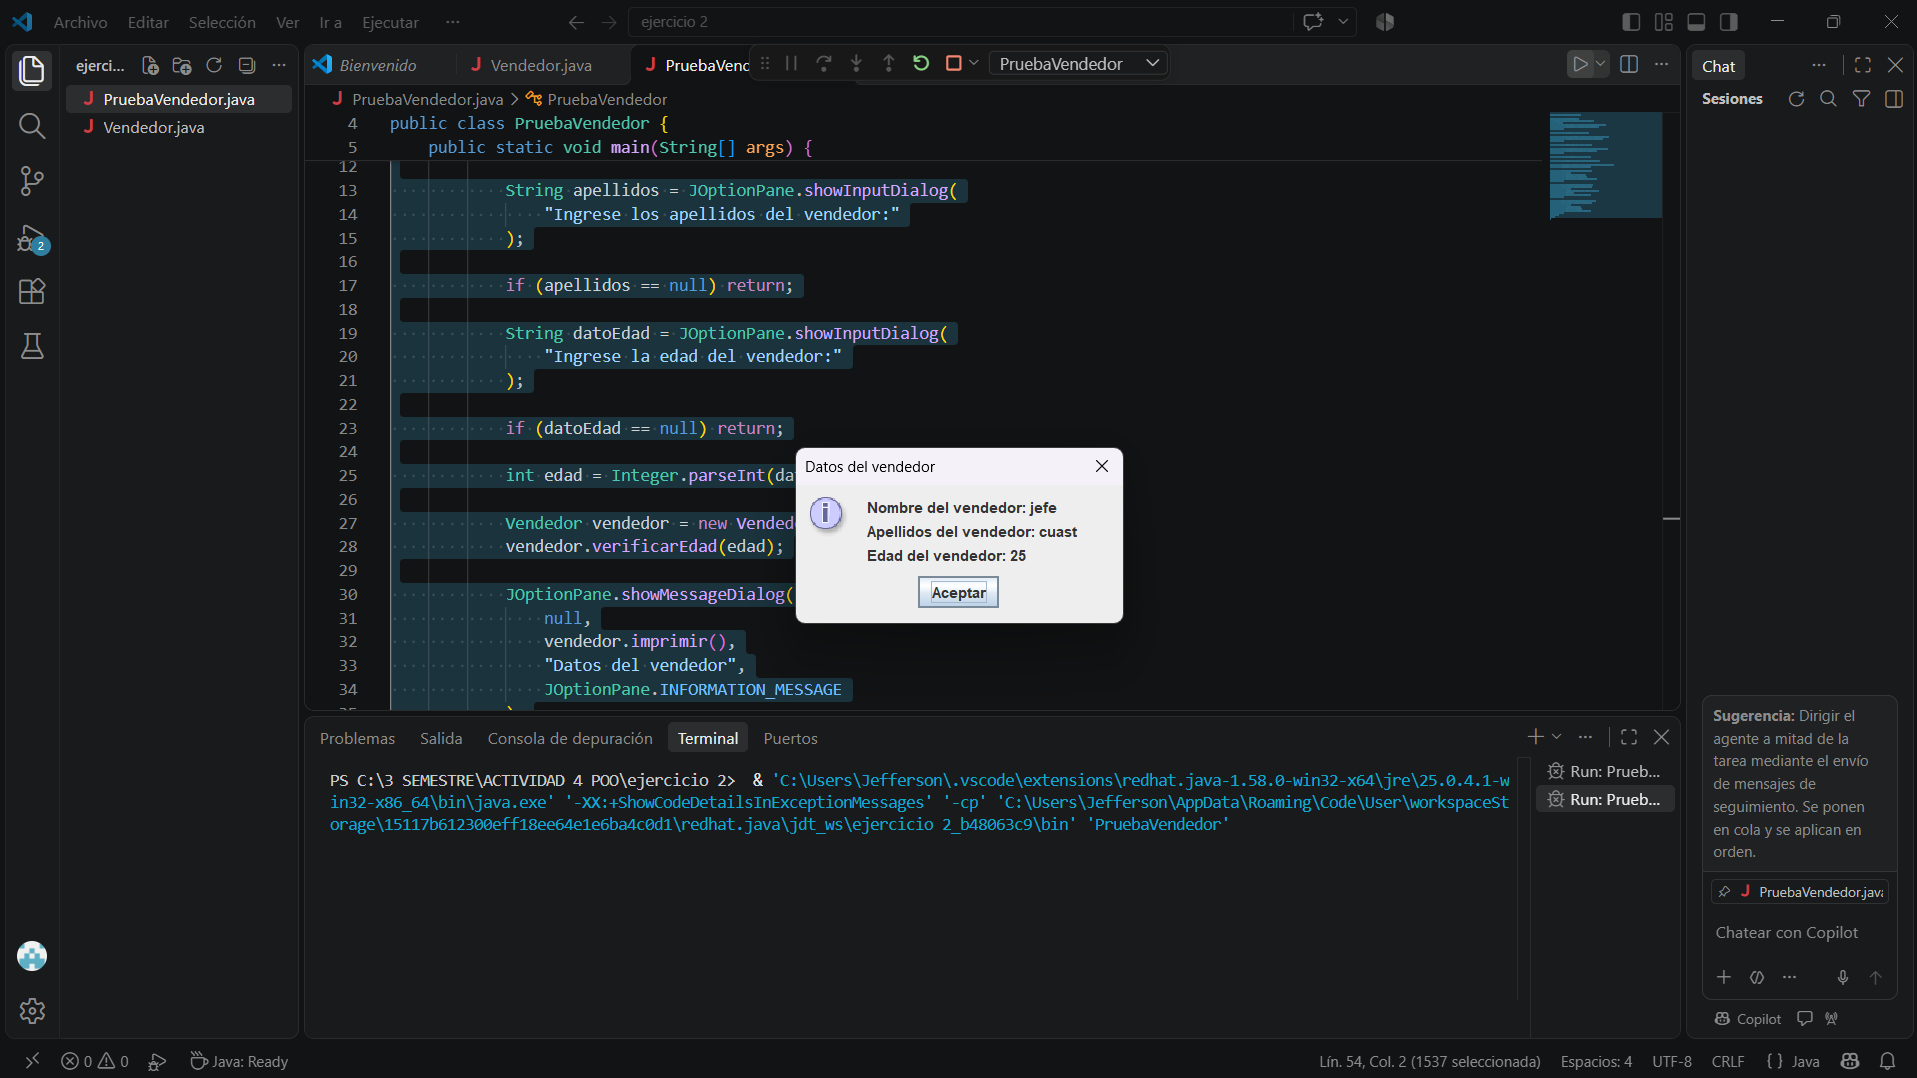 Archivo Editar Selección Ver Ir a Ejecutar ···
ejercicio 2
ejerci...
PruebaVendedor.java
Vendedor.java
2
Bienvenido
Vendedor.java
PruebaVend
PruebaVendedor
PruebaVendedor.java > PruebaVendedor
4 public class PruebaVendedor {
5 public static void main(String[] args) {
12
13 String apellidos = JOptionPane.showInputDialog(
14 "Ingrese los apellidos del vendedor:"
15 );
16
17 if (apellidos == null) return;
18
19 String datoEdad = JOptionPane.showInputDialog(
20 "Ingrese la edad del vendedor:"
21 );
22
23 if (datoEdad == null) return;
24
25 int edad = Integer.parseInt(da
26
27 Vendedor vendedor = new Vended
28 vendedor.verificarEdad(edad);
29
30 JOptionPane.showMessageDialog(
31 null,
32 vendedor.imprimir(),
33 "Datos del vendedor",
34 JOptionPane.INFORMATION_MESSAGE
Datos del vendedor
Nombre del vendedor: jefe
Apellidos del vendedor: cuast
Edad del vendedor: 25
Aceptar
Problemas Salida Consola de depuración Terminal Puertos
PS C:\3 SEMESTRE\ACTIVIDAD 4 POO\ejercicio 2> & 'C:\Users\Jefferson\.vscode\extensions\redhat.java-1.58.0-win32-x64\jre\25.0.4.1-w
in32-x86_64\bin\java.exe' '-XX:+ShowCodeDetailsInExceptionMessages' '-cp' 'C:\Users\Jefferson\AppData\Roaming\Code\User\workspaceSt
orage\15117b612300eff18ee64e1e6ba4c0d1\redhat.java\jdt_ws\ejercicio 2_b48063c9\bin' 'PruebaVendedor'
Run: Prueb...
Run: Prueb...
Chat
Sesiones
Sugerencia: Dirigir el
agente a mitad de la
tarea mediante el envío
de mensajes de
seguimiento. Se ponen
en cola y se aplican en
orden.
PruebaVendedor.java
Chatear con Copilot
Copilot
0 0
Java: Ready
Lín. 54, Col. 2 (1537 seleccionada) Espacios: 4 UTF-8 CRLF {} Java